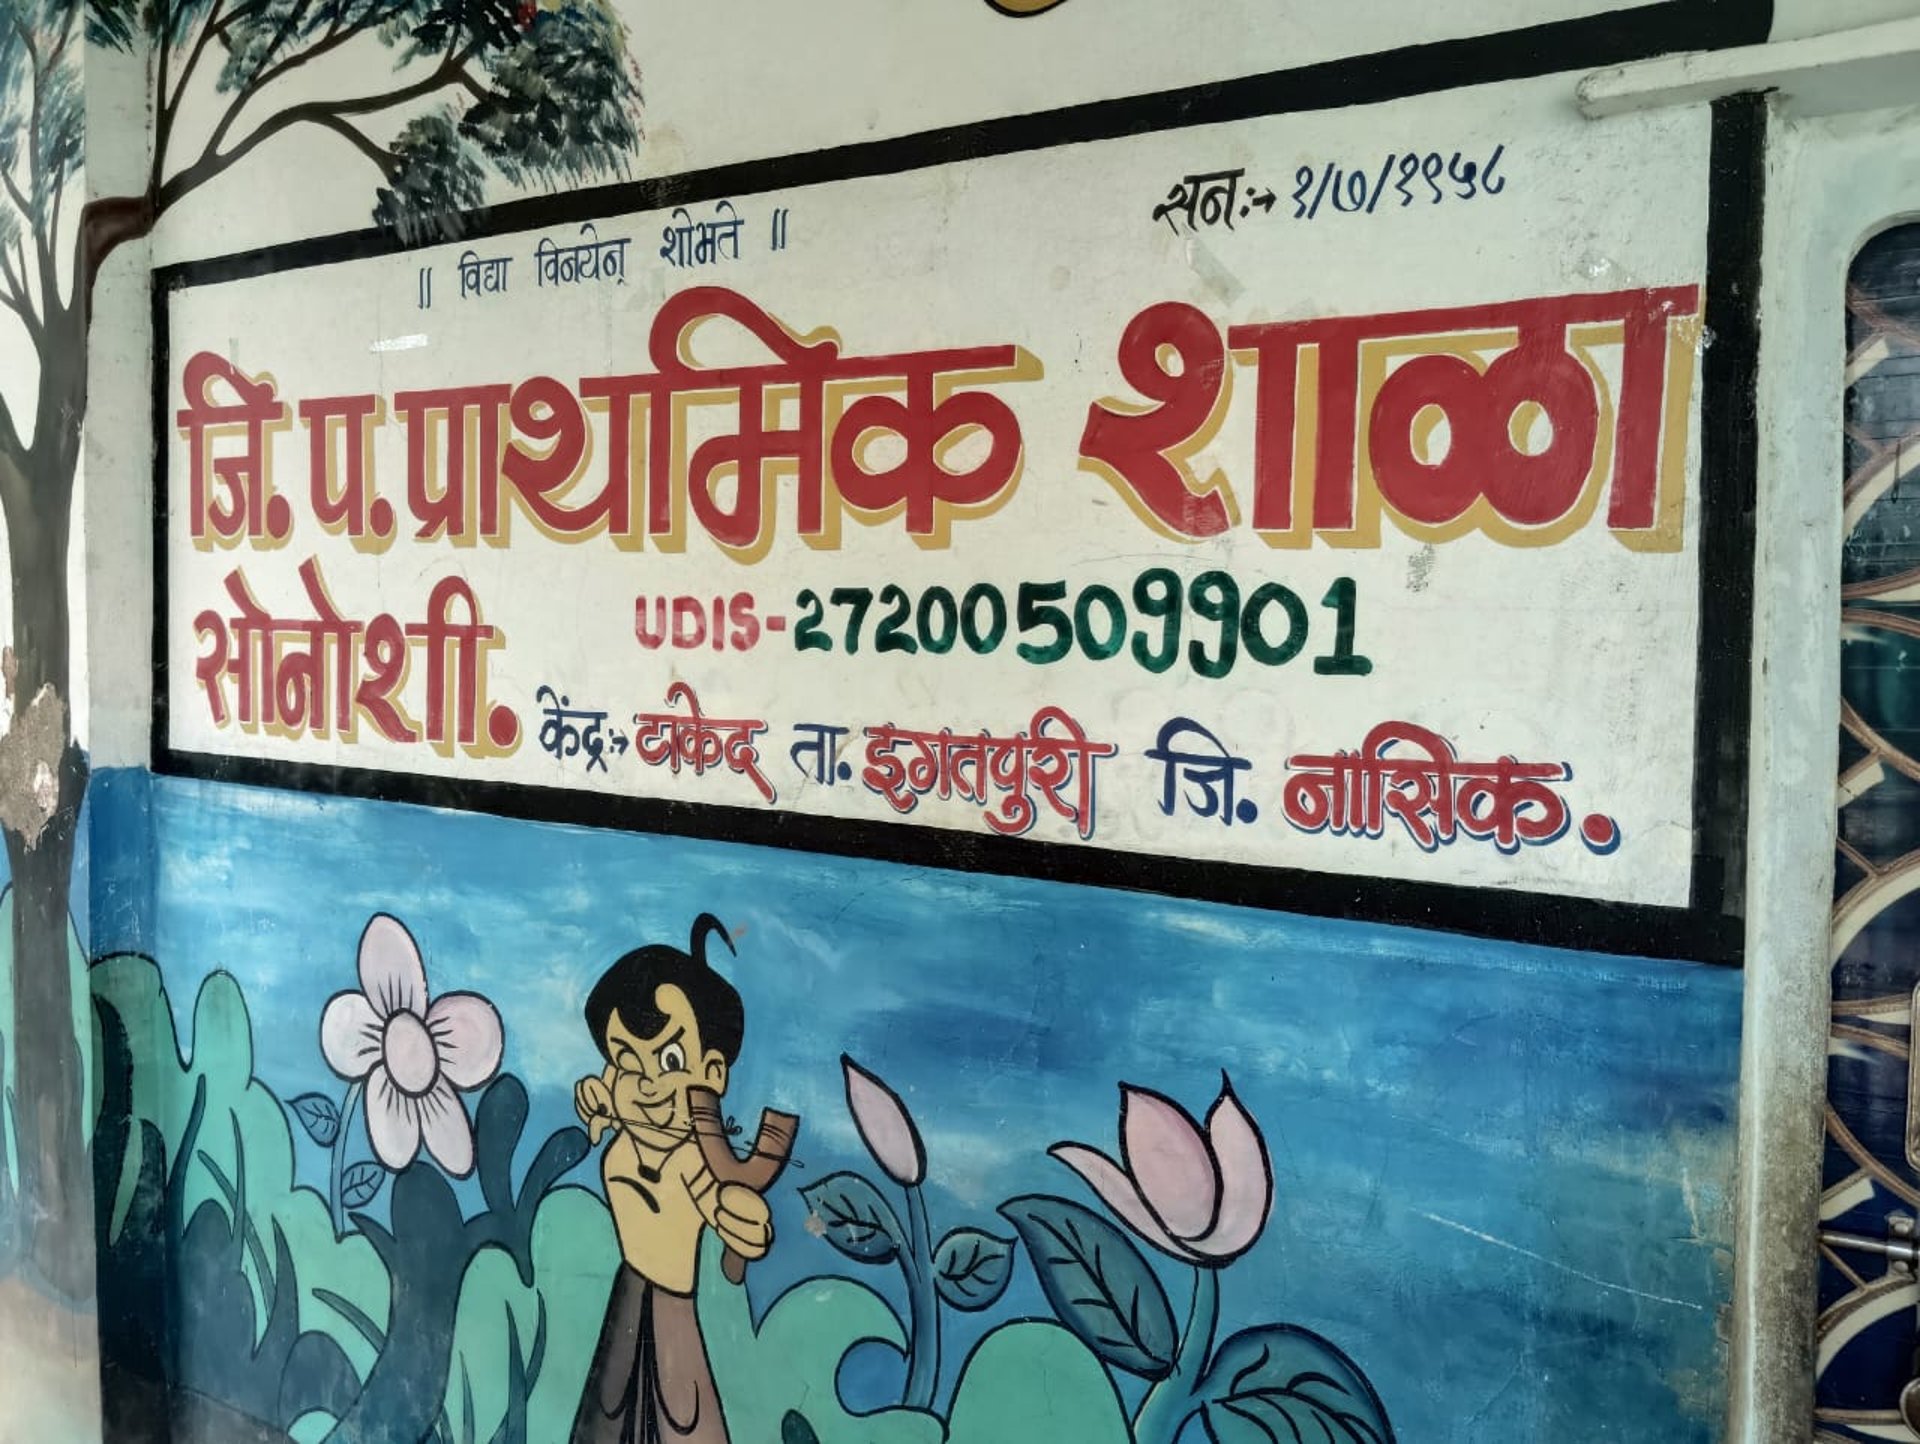 सन:→ १/७/१९५८
॥ विद्या विनयेन् शोभते ॥
जि. प. प्राथमिक शाळा
सोनोशी. UDIS-27200509901
केंद्र:→ टाकेद ता. इगतपुरी जि. नासिक.